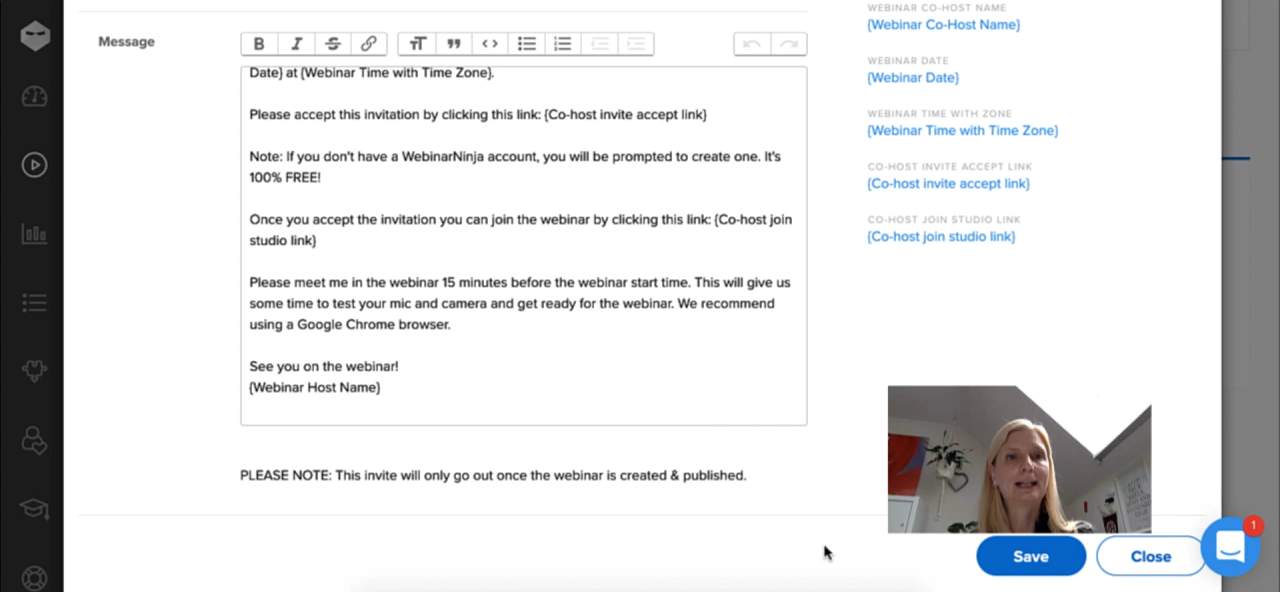 Message
B I S
Date} at {Webinar Time with Time Zone}.
Please accept this invitation by clicking this link: {Co-host invite accept link}
Note: If you don't have a WebinarNinja account, you will be prompted to create one. It's
100% FREE!
Once you accept the invitation you can join the webinar by clicking this link: {Co-host join
studio link}
Please meet me in the webinar 15 minutes before the webinar start time. This will give us
some time to test your mic and camera and get ready for the webinar. We recommend
using a Google Chrome browser.
See you on the webinar!
{Webinar Host Name}
PLEASE NOTE: This invite will only go out once the webinar is created & published.
WEBINAR CO-HOST NAME
{Webinar Co-Host Name}
WEBINAR DATE
{Webinar Date}
WEBINAR TIME WITH ZONE
{Webinar Time with Time Zone}
CO-HOST INVITE ACCEPT LINK
{Co-host invite accept link}
CO-HOST JOIN STUDIO LINK
{Co-host join studio link}
Save
Close
1